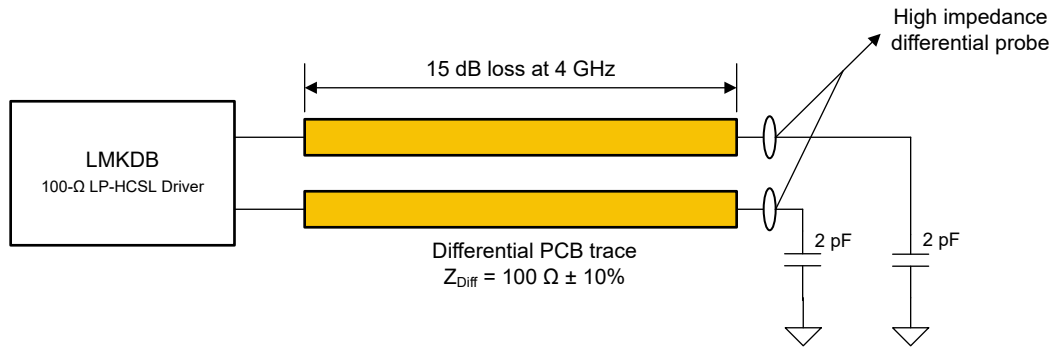 High impedance
differential probe
15 dB loss at 4 GHz
LMKDB
100-Ω LP-HCSL Driver
Differential PCB trace
Z_Diff = 100 Ω ± 10%
2 pF
2 pF